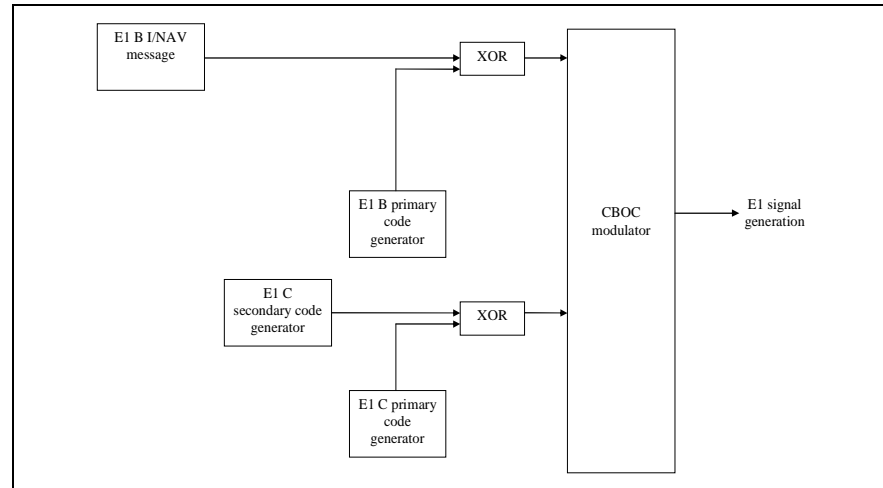 E1 B I/NAV
message
XOR
E1 B primary
code
generator
CBOC
modulator
E1 signal
generation
E1 C
secondary code
generator
XOR
E1 C primary
code
generator